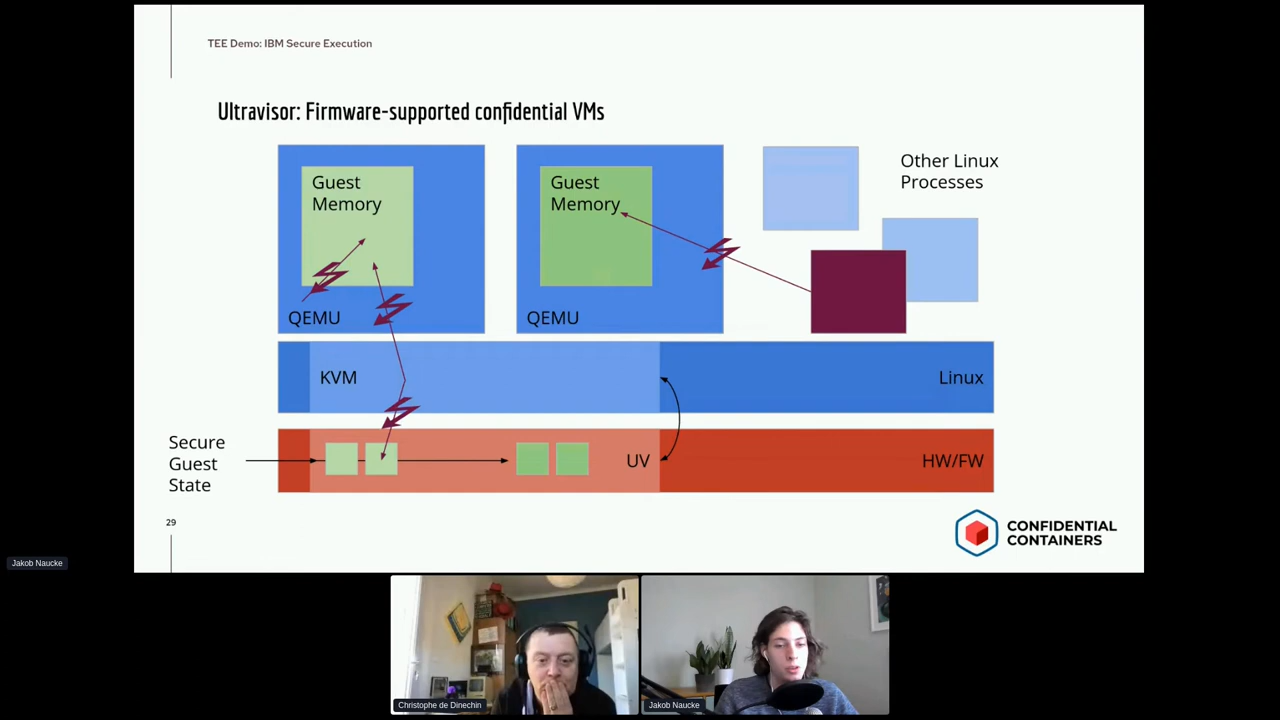 TEE Demo: IBM Secure Execution
Ultravisor: Firmware-supported confidential VMs
Guest
Memory
QEMU
Guest
Memory
QEMU
Other Linux
Processes
KVM
Linux
Secure
Guest
State
UV
HW/FW
29
CONFIDENTIAL
CONTAINERS
Jakob Naucke
Christophe de Dinechin
Jakob Naucke